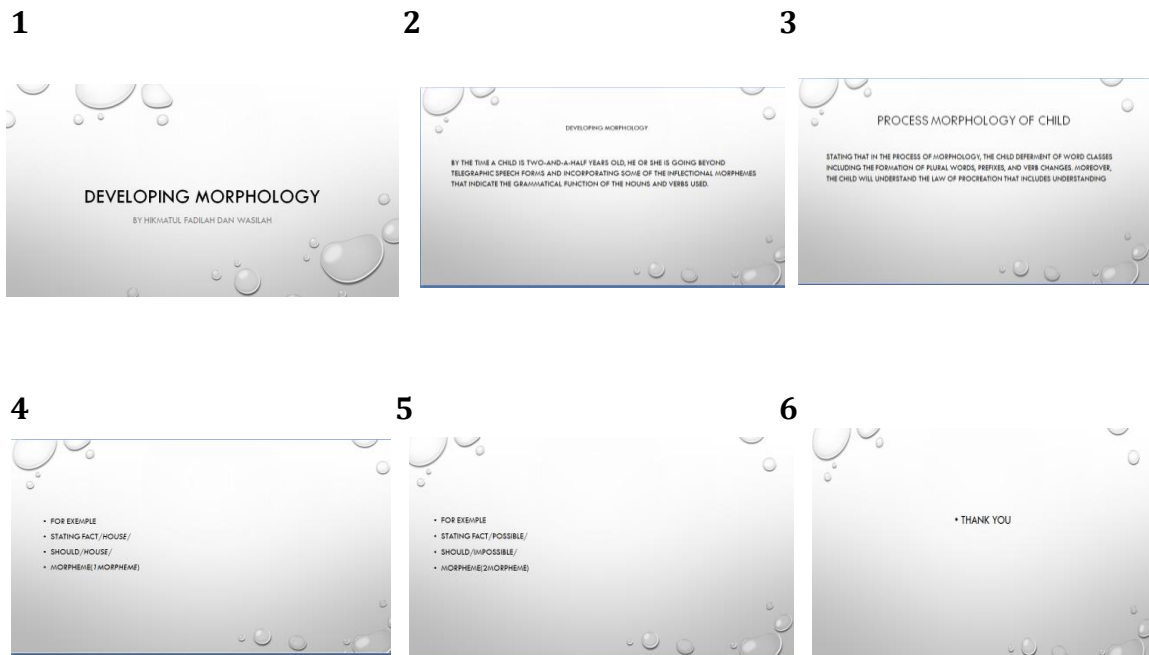 1
2
3
DEVELOPING MORPHOLOGY
BY HIKMATUL FADILAH DAN WASILAH
DEVELOPING MORPHOLOGY
BY THE TIME A CHILD IS TWO-AND-A-HALF YEARS OLD, HE OR SHE IS GOING BEYOND
TELEGRAPHIC SPEECH FORMS AND INCORPORATING SOME OF THE INFLECTIONAL MORPHEMES
THAT INDICATE THE GRAMMATICAL FUNCTION OF THE NOUNS AND VERBS USED.
PROCESS MORPHOLOGY OF CHILD
STATING THAT IN THE PROCESS OF MORPHOLOGY, THE CHILD DEFERMENT OF WORD CLASSES
INCLUDING THE FORMATION OF PLURAL WORDS, PREFIXES, AND VERB CHANGES. MOREOVER,
THE CHILD WILL UNDERSTAND THE LAW OF PROCREATION THAT INCLUDES UNDERSTANDING
4
5
6
• FOR EXEMPLE
• STATING FACT/HOUSE/
• SHOULD/HOUSE/
• MORPHEME(1MORPHEME)
• FOR EXEMPLE
• STATING FACT/POSSIBLE/
• SHOULD/IMPOSSIBLE/
• MORPHEME(2MORPHEME)
• THANK YOU